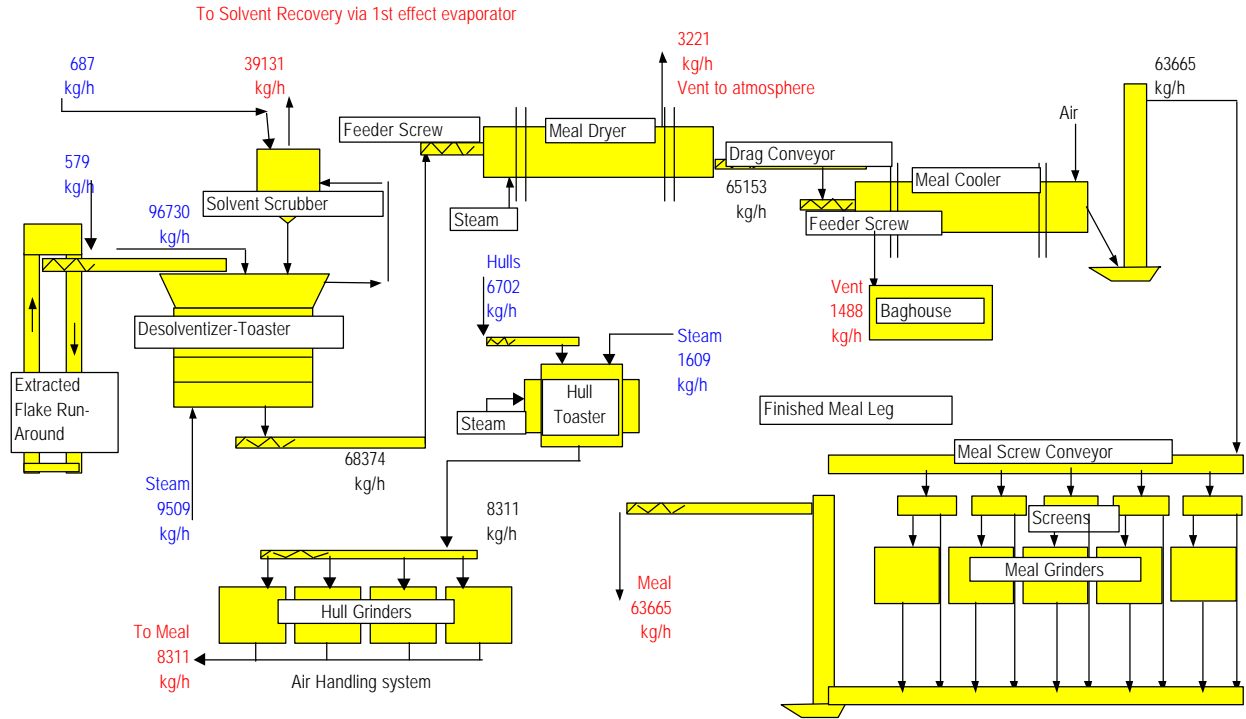 To Solvent Recovery via 1st effect evaporator
687
kg/h
39131
kg/h
3221
kg/h
Vent to atmosphere
63665
kg/h
Air
Feeder Screw
Meal Dryer
Drag Conveyor
Meal Cooler
579
kg/h
Solvent Scrubber
96730
kg/h
Steam
65153
kg/h
Feeder Screw
Hulls
6702
kg/h
Vent
1488
kg/h
Baghouse
Desolventizer-Toaster
Steam
1609
kg/h
Extracted
Flake Run-
Around
Hull
Toaster
Steam
Finished Meal Leg
68374
kg/h
Meal Screw Conveyor
Steam
9509
kg/h
8311
kg/h
Screens
Meal Grinders
Meal
63665
kg/h
Hull Grinders
To Meal
8311
kg/h
Air Handling system